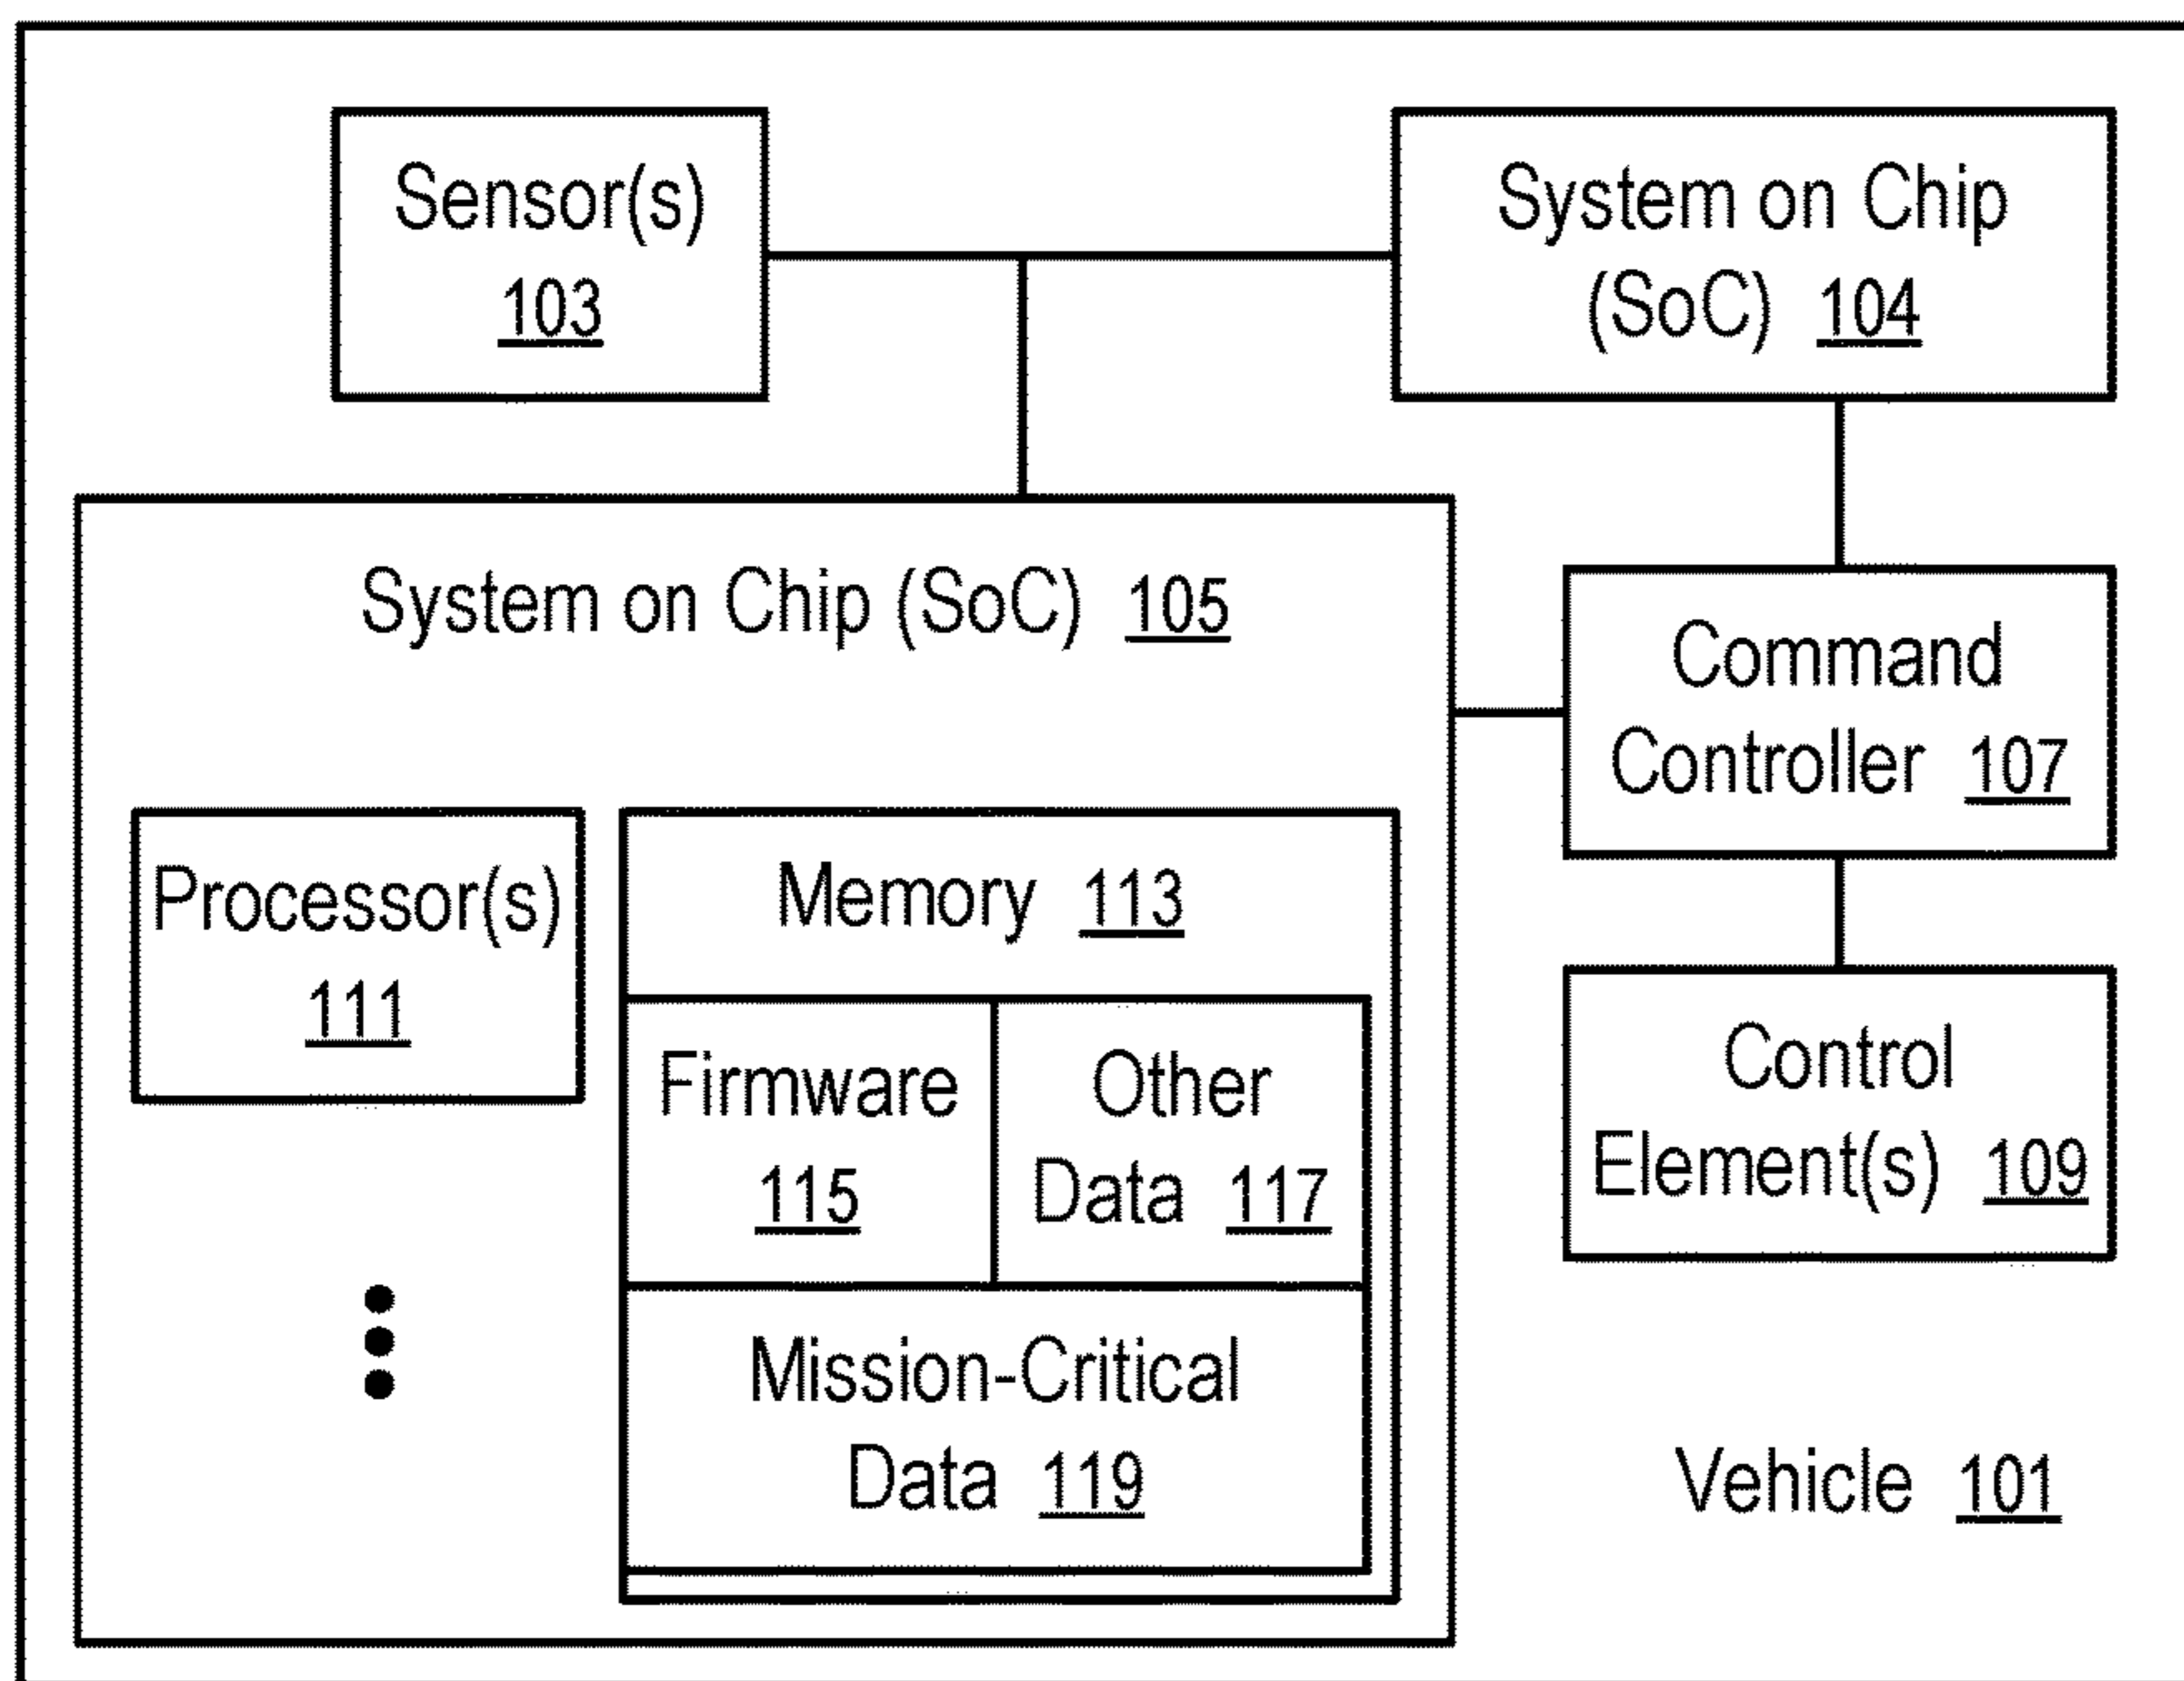 Sensor(s)
103
System on Chip
(SoC) 104
System on Chip (SoC) 105
Command
Controller 107
Processor(s)
111
Memory 113
Firmware
115
Other
Data 117
Mission-Critical
Data 119
Control
Element(s) 109
Vehicle 101